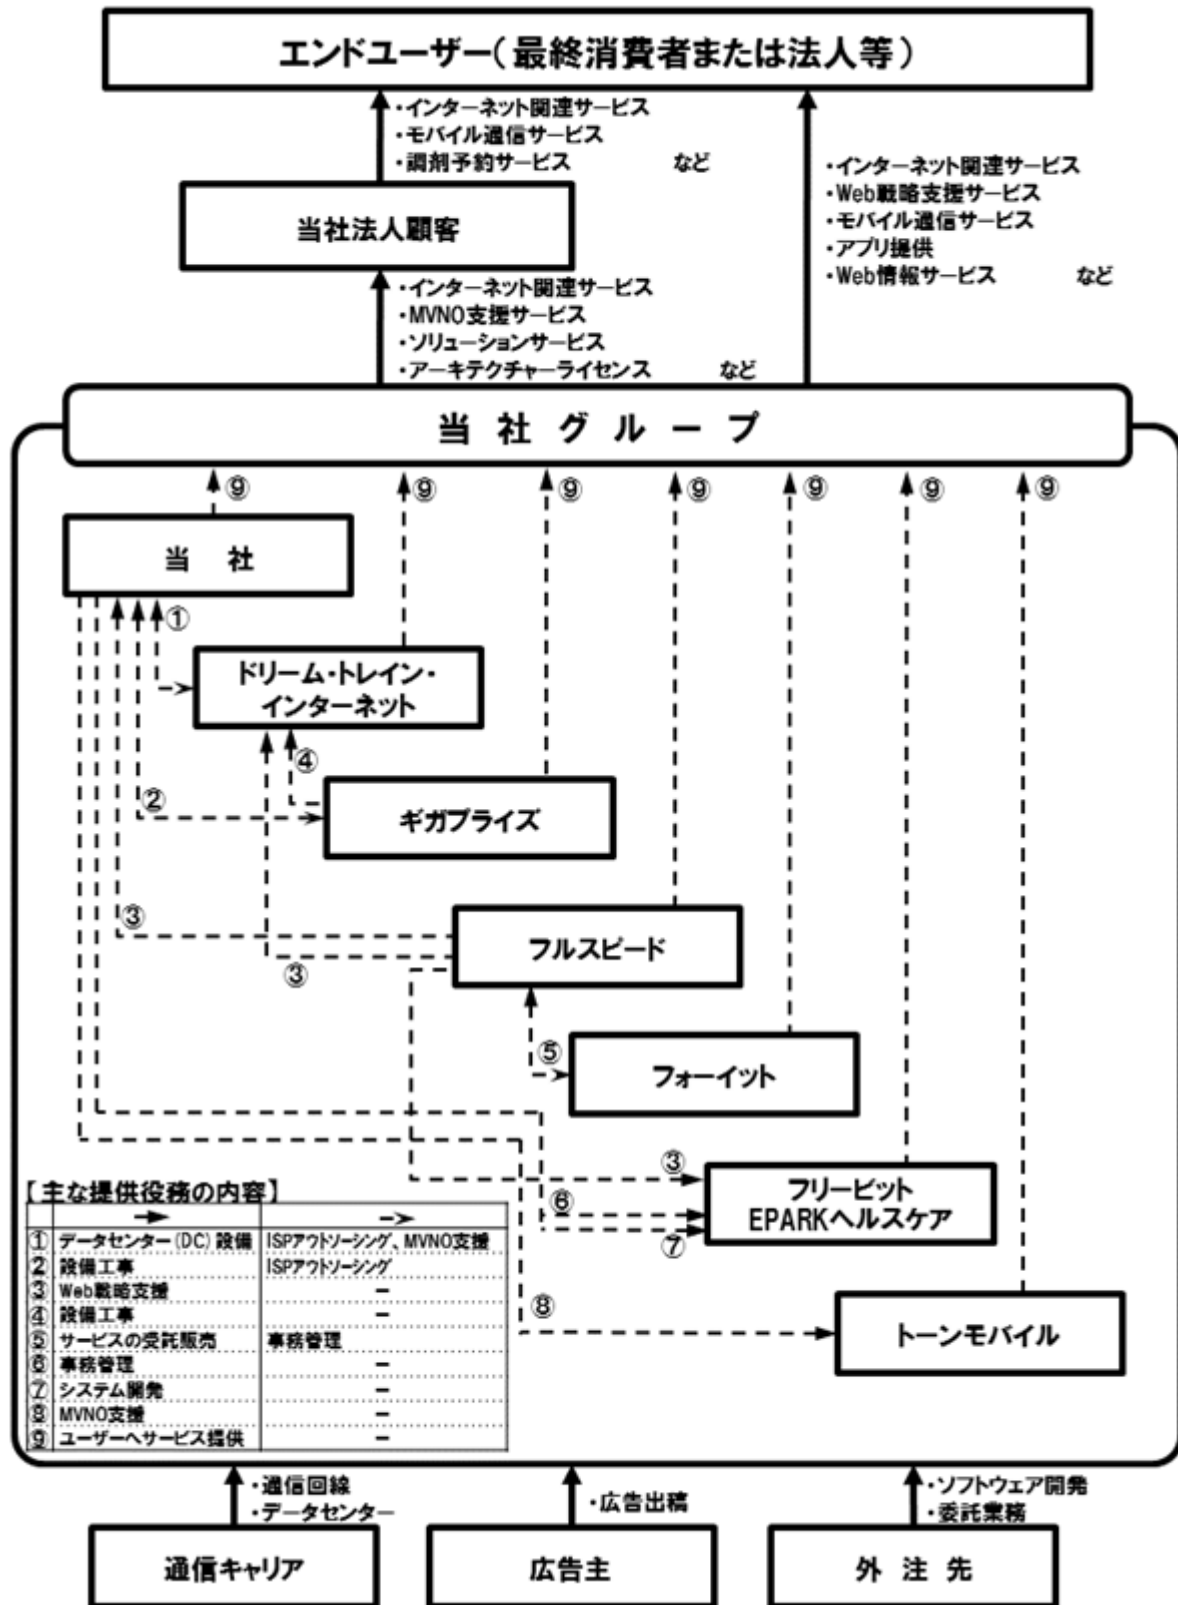 エンドユーザー(最終消費者または法人等)
・インターネット関連サービス
・モバイル通信サービス
・調剤予約サービス など
・インターネット関連サービス
・Web戦略支援サービス
・モバイル通信サービス
・アプリ提供
・Web情報サービス など
当社法人顧客
・インターネット関連サービス
・MVNO支援サービス
・ソリューションサービス
・アーキテクチャーライセンス など
当社グループ
⑨ ⑨ ⑨ ⑨ ⑨ ⑨ ⑨
当 社
①
ドリーム・トレイン・
インターネット
④
②
ギガプライズ
③
フルスピード
③
⑤
フォーイット
③
フリービット
EPARKヘルスケア
⑥
⑦
⑧
トーンモバイル
【主な提供役務の内容】
① データセンター(DC)設備 ISPアウトソーシング、MVNO支援
② 設備工事 ISPアウトソーシング
③ Web戦略支援 −
④ 設備工事 −
⑤ サービスの受託販売 事務管理
⑥ 事務管理 −
⑦ システム開発 −
⑧ MVNO支援 −
⑨ ユーザーへサービス提供 −
・通信回線
・データセンター
・広告出稿
・ソフトウェア開発
・委託業務
通信キャリア
広告主
外注先